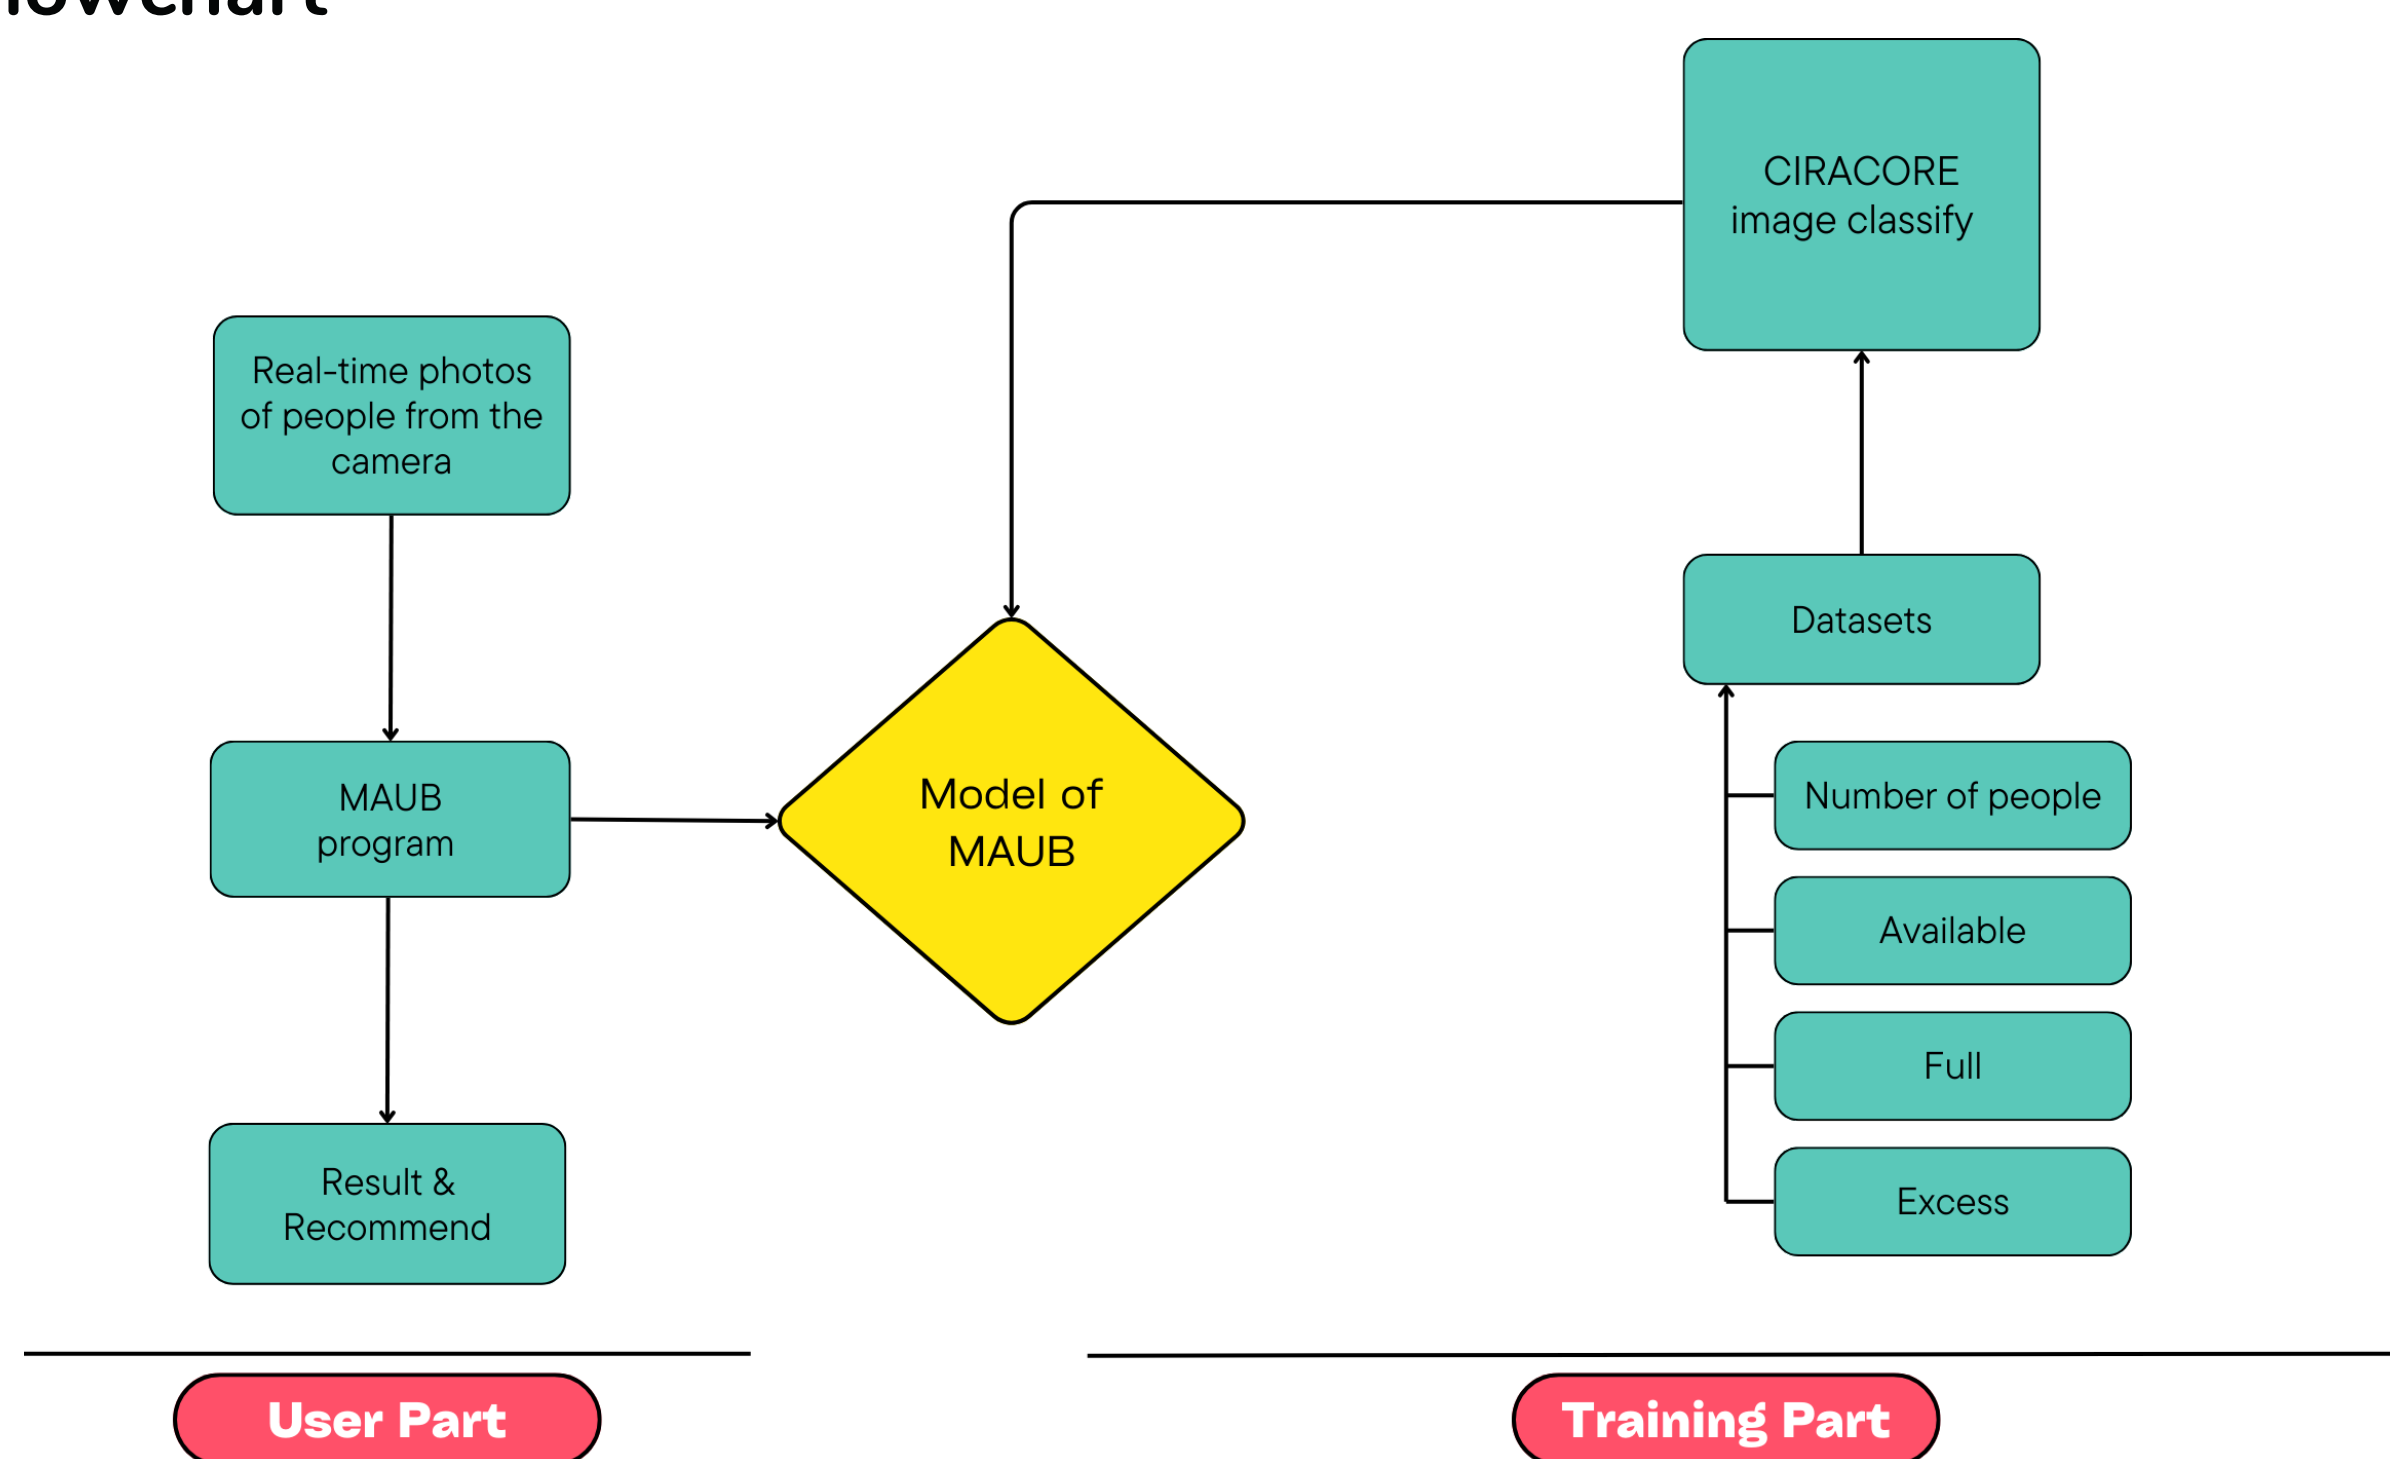 lowchart
CIRACORE
image classify
Real-time photos
of people from the
camera
Datasets
MAUB
program
Model of
MAUB
Number of people
Available
Full
Excess
Result &
Recommend
User Part
Training Part